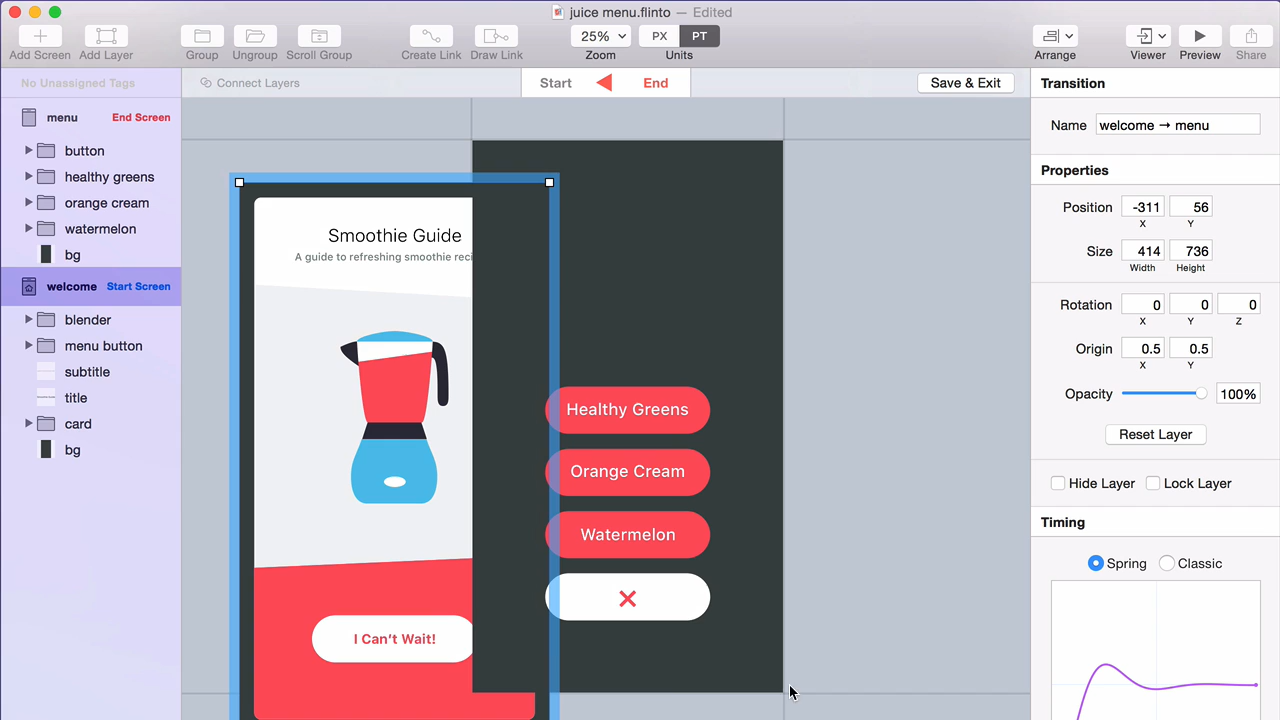 juice menu.flinto — Edited
25%
PX PT
Add Screen Add Layer Group Ungroup Scroll Group Create Link Draw Link Zoom Units Arrange Viewer Preview Share
No Unassigned Tags
Connect Layers
Start End
Save & Exit
menu End Screen
button
healthy greens
orange cream
watermelon
bg
welcome Start Screen
blender
menu button
subtitle
title
card
bg
Smoothie Guide
A guide to refreshing smoothie reci
I Can't Wait!
Healthy Greens
Orange Cream
Watermelon
Transition
Name welcome → menu
Properties
Position -311 56
X Y
Size 414 736
Width Height
Rotation 0 0 0
X Y Z
Origin 0.5 0.5
X Y
Opacity 100%
Reset Layer
Hide Layer Lock Layer
Timing
Spring Classic